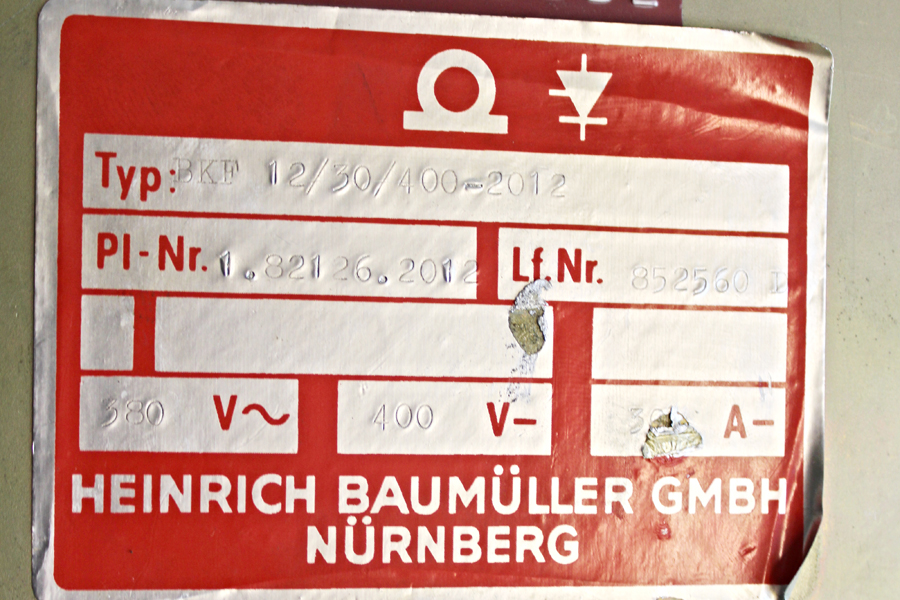 Typ: BKF 12/30/400-2012
Pl-Nr. 1.82126.2012 Lf.Nr. 852560
380 V~ 400 V– A–
HEINRICH BAUMÜLLER GMBH
NÜRNBERG